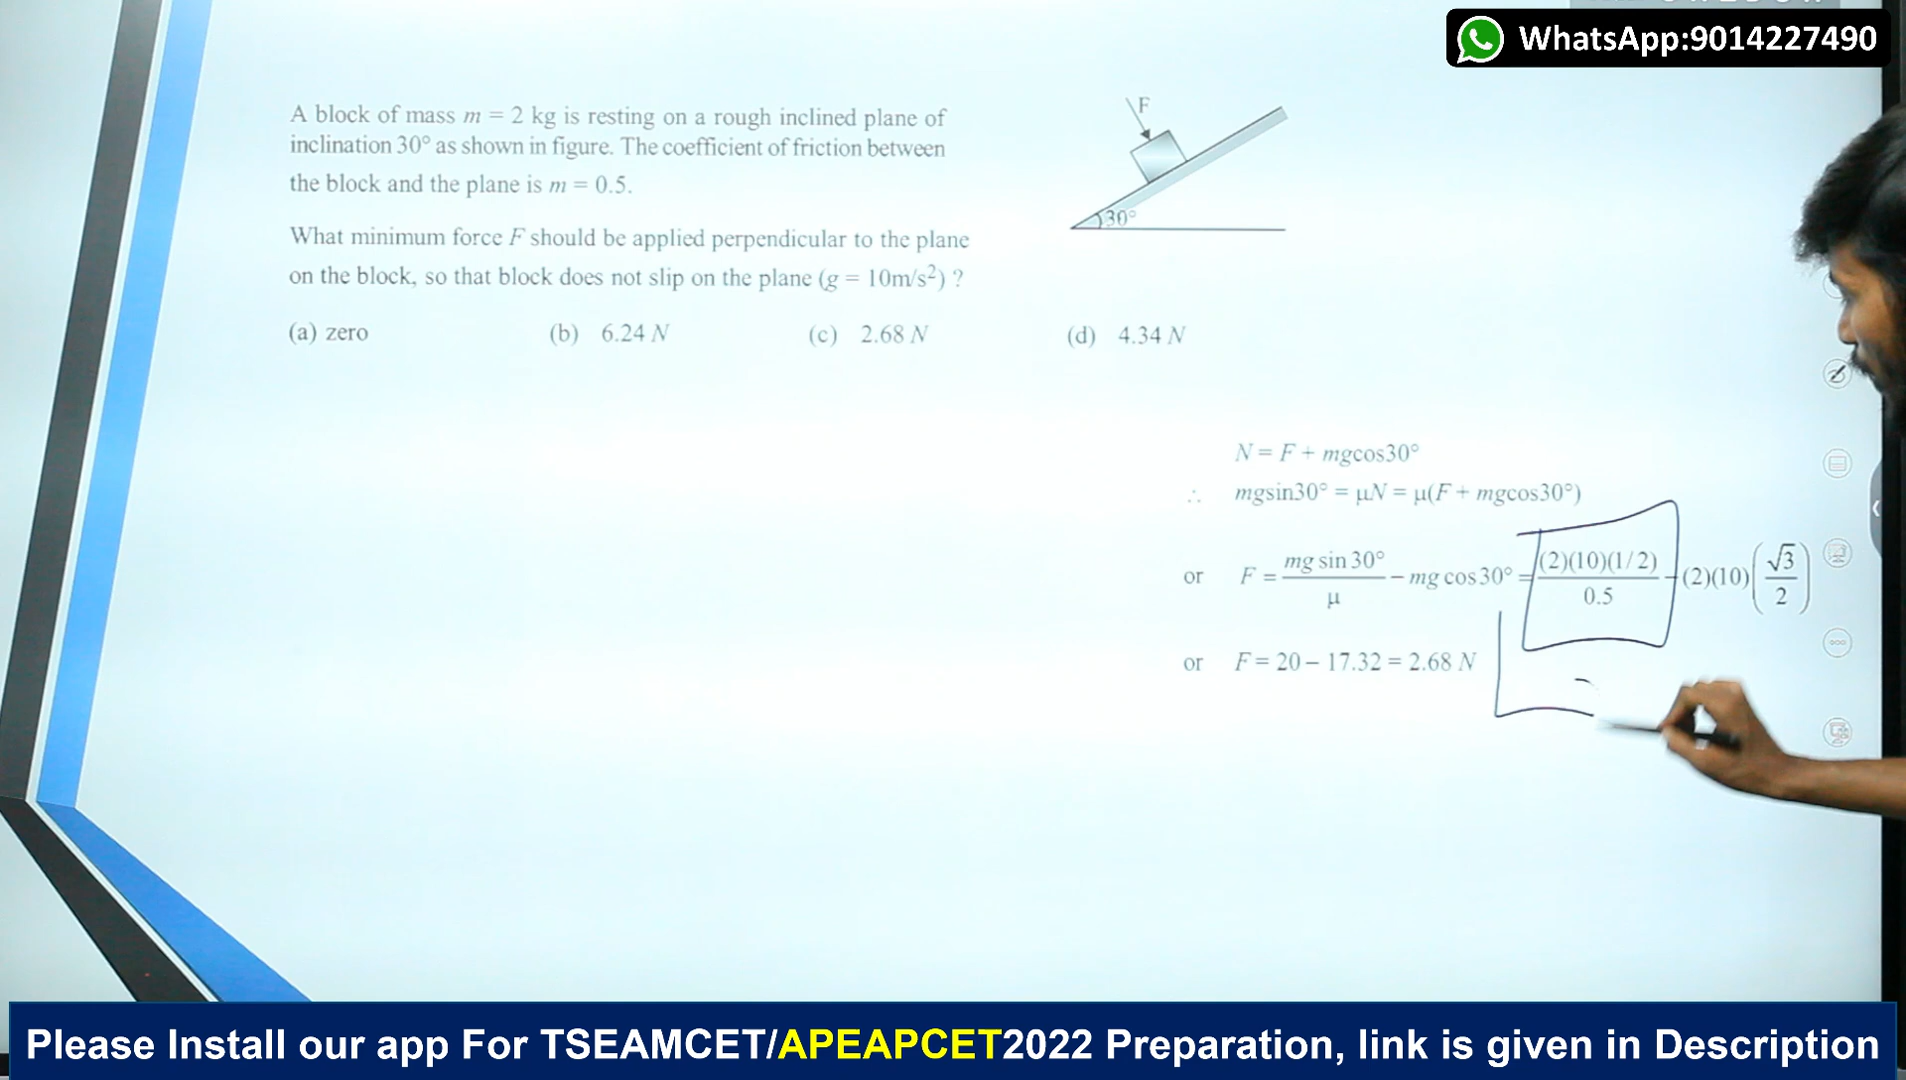 WhatsApp:9014227490
A block of mass m = 2 kg is resting on a rough inclined plane of
inclination 30° as shown in figure. The coefficient of friction between
the block and the plane is m = 0.5.
What minimum force F should be applied perpendicular to the plane
on the block, so that block does not slip on the plane (g = 10m/s²) ?
(a) zero (b) 6.24 N (c) 2.68 N (d) 4.34 N
F
30°
N = F + mgcos30°
∴ mgsin30° = μN = μ(F + mgcos30°)
or F = mg sin 30° / μ − mg cos 30° = (2)(10)(1/2) / 0.5 − (2)(10)(√3 / 2)
or F = 20 − 17.32 = 2.68 N
Please Install our app For TSEAMCET/APEAPCET2022 Preparation, link is given in Description